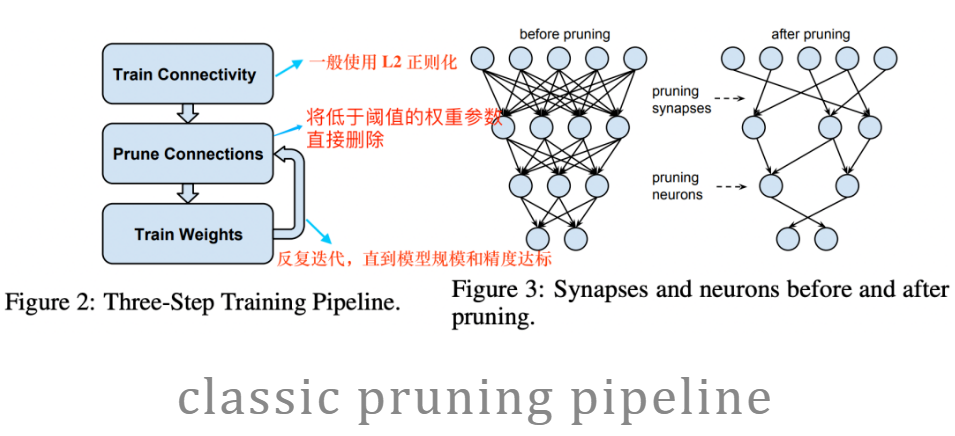 Train Connectivity
一般使用 L2 正则化
Prune Connections
将低于阈值的权重参数
直接删除
Train Weights
反复迭代，直到模型规模和精度达标
Figure 2: Three-Step Training Pipeline.
before pruning
after pruning
pruning
synapses
pruning
neurons
Figure 3: Synapses and neurons before and after
pruning.
classic pruning pipeline